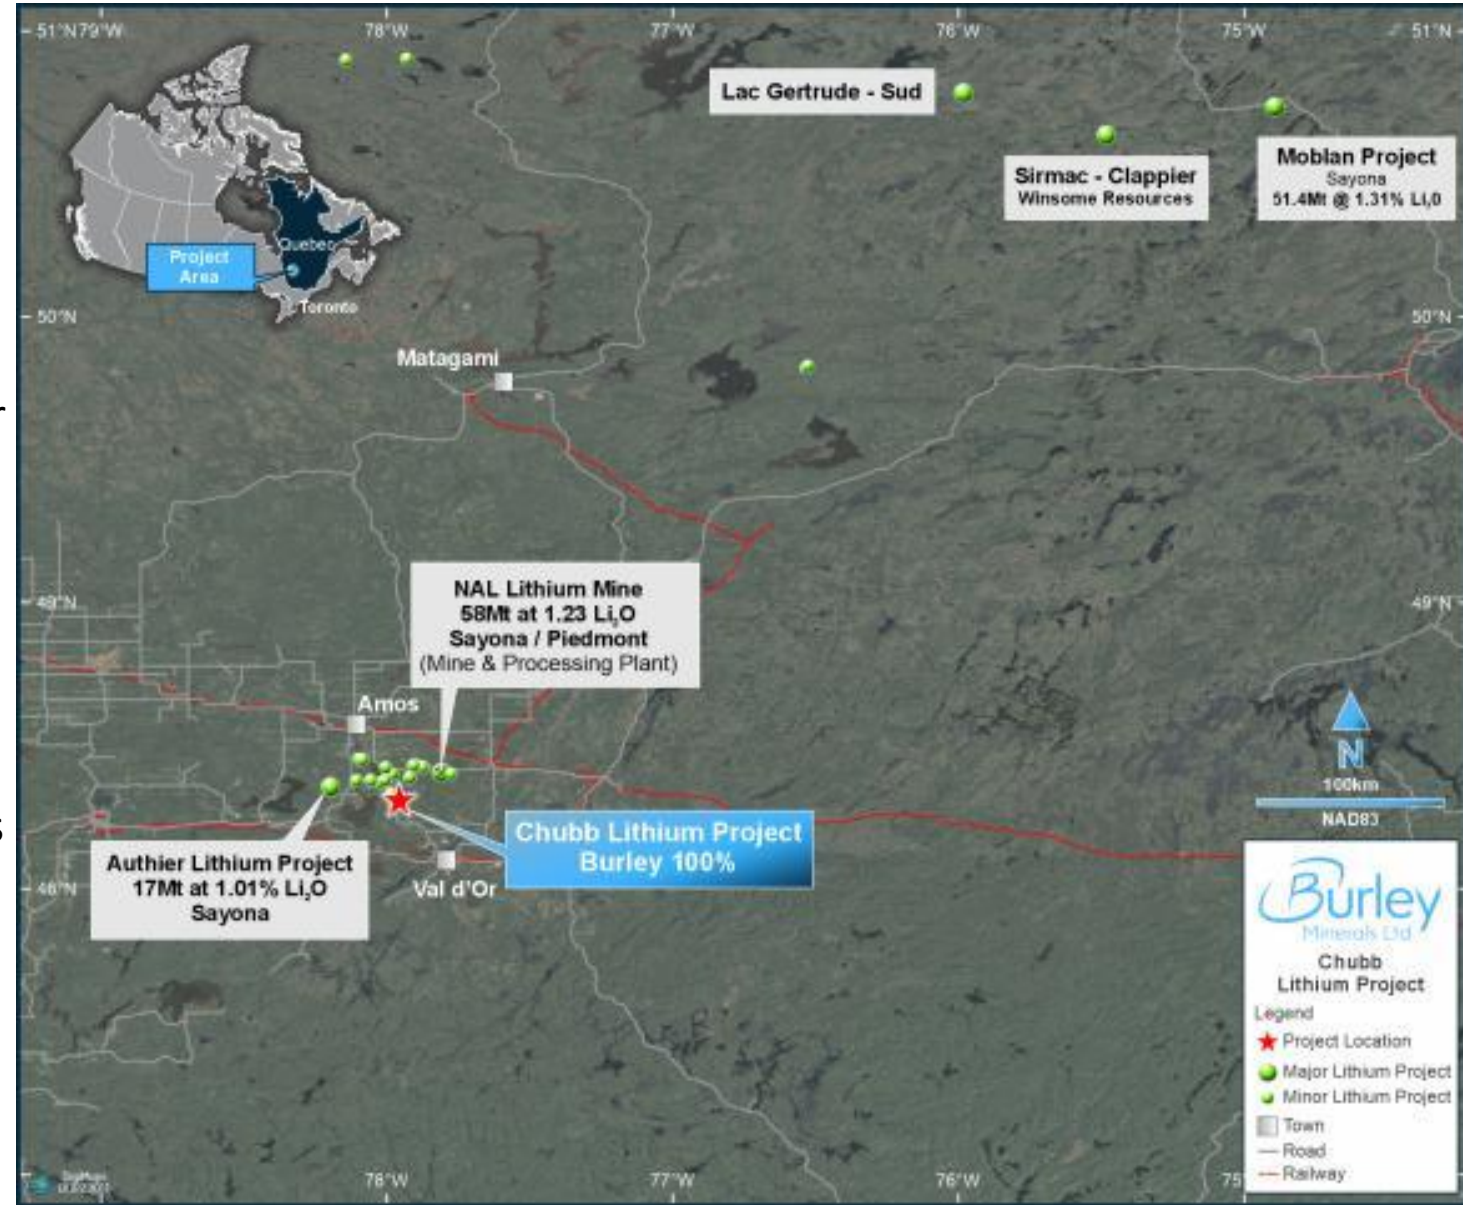 51°N 79°W 78°W 77°W 76°W 75°W 51°N
Lac Gertrude - Sud
Sirmac - Clappier
Winsome Resources
Moblan Project
Sayona
51.4Mt @ 1.31% Li₂0
Quebec
Project
Area
Toronto
50°N 50°N
Matagami
r
NAL Lithium Mine
58Mt at 1.23 Li₂O
Sayona / Piedmont
(Mine & Processing Plant)
49°N 49°N
Amos
N
100km
NAD83
s
Chubb Lithium Project
Burley 100%
Authier Lithium Project
17Mt at 1.01% Li₂O
Sayona
48°N
Val d'Or
Burley
Minerals Ltd
Chubb
Lithium Project
Legend
Project Location
Major Lithium Project
Minor Lithium Project
Town
Road
Railway
78°W 77°W 76°W 75°